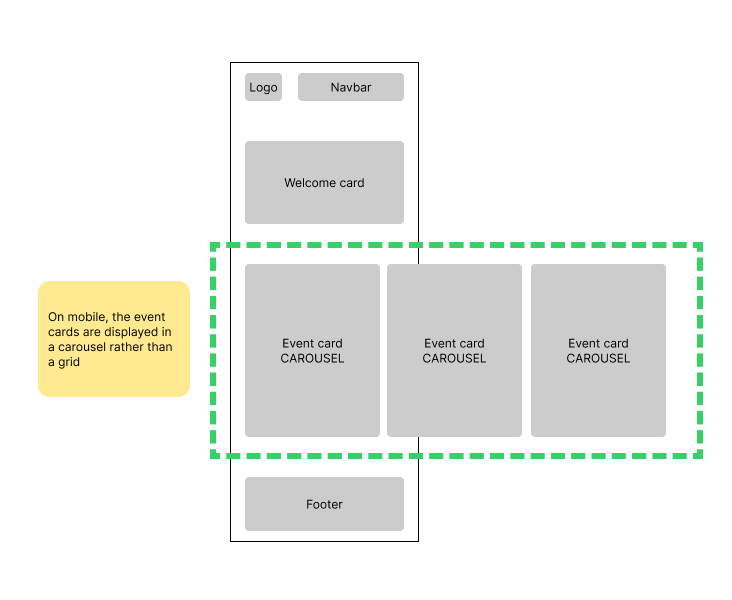 Logo
Navbar
Welcome card
On mobile, the event
cards are displayed in
a carousel rather than
a grid
Event card
CAROUSEL
Event card
CAROUSEL
Event card
CAROUSEL
Footer